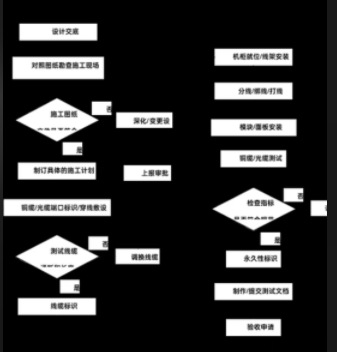 设计交底
对照图纸勘查施工现场
施工图纸
否
深化/变更设
是
制订具体的施工计划
上报审批
铜缆/光缆端口标识/穿线敷设
测试线缆
否
调换线缆
是
线缆标识
机柜就位/线架安装
分线/绑线/打线
模块/面板安装
铜缆/光缆测试
检查指标
否
是
永久性标识
制作/提交测试文档
验收申请